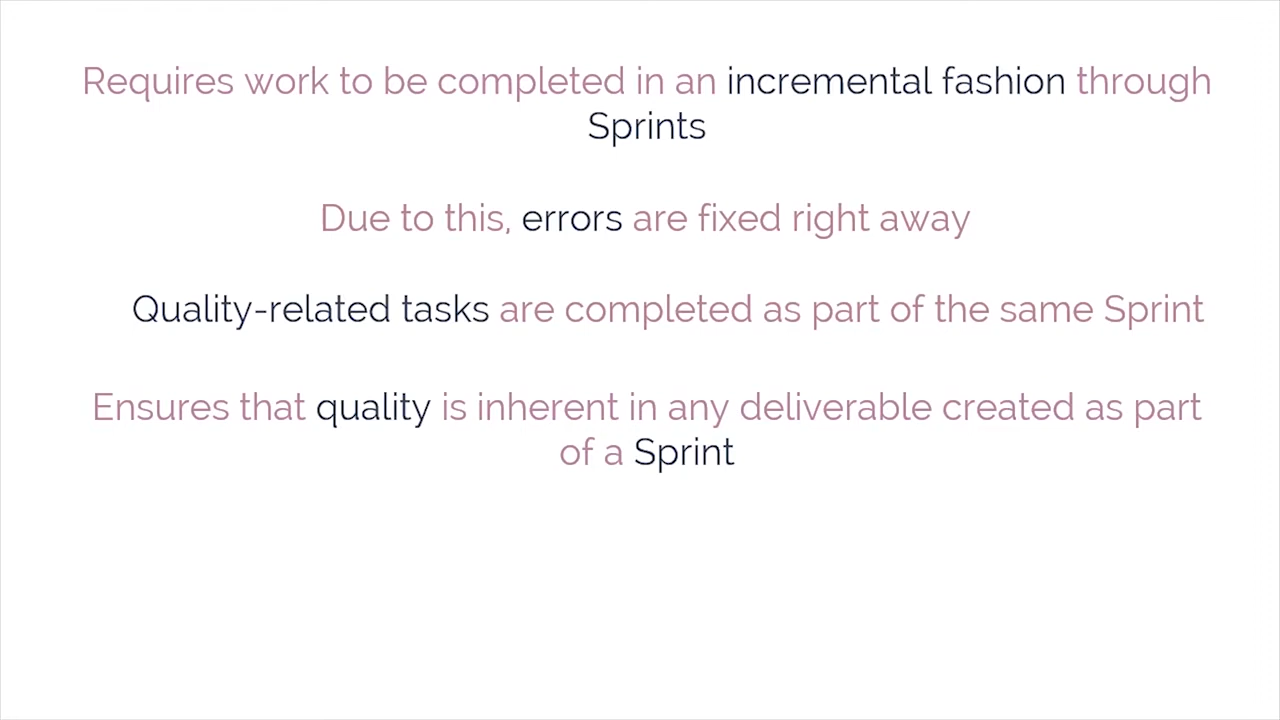 Requires work to be completed in an incremental fashion through
Sprints
Due to this, errors are fixed right away
Quality-related tasks are completed as part of the same Sprint
Ensures that quality is inherent in any deliverable created as part
of a Sprint